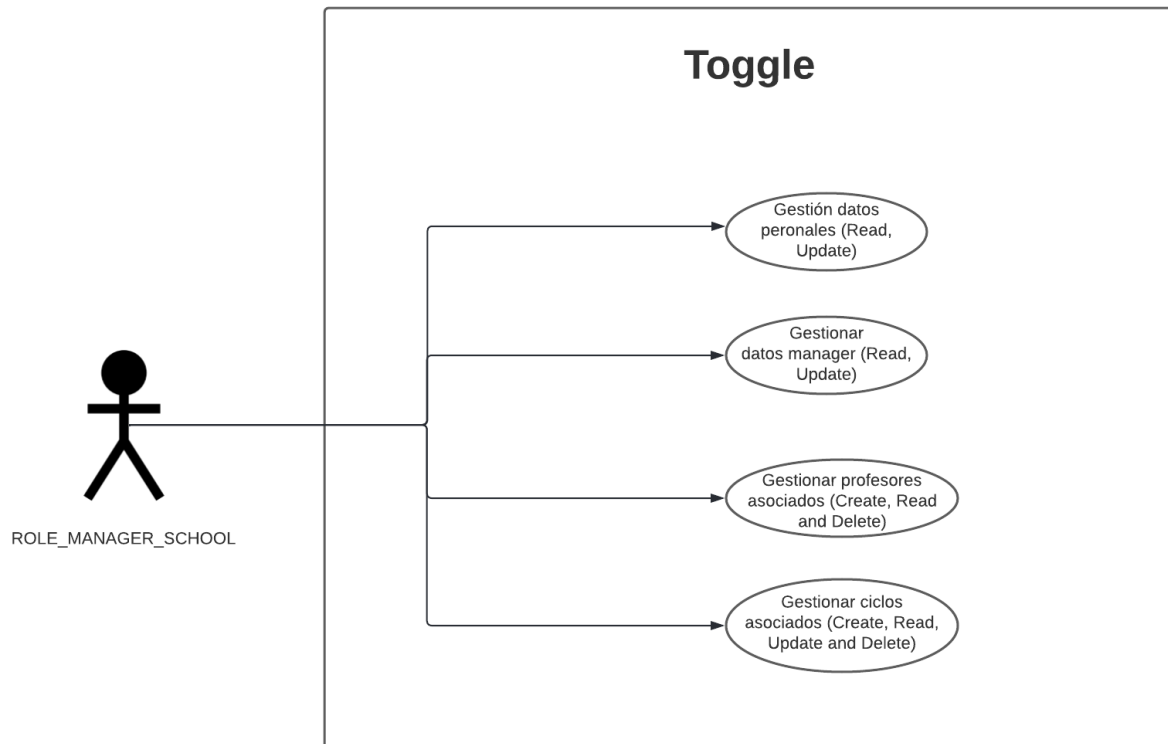 Toggle
Gestión datos
peronales (Read,
Update)
Gestionar
datos manager (Read,
Update)
Gestionar profesores
asociados (Create, Read
and Delete)
ROLE_MANAGER_SCHOOL
Gestionar ciclos
asociados (Create, Read,
Update and Delete)